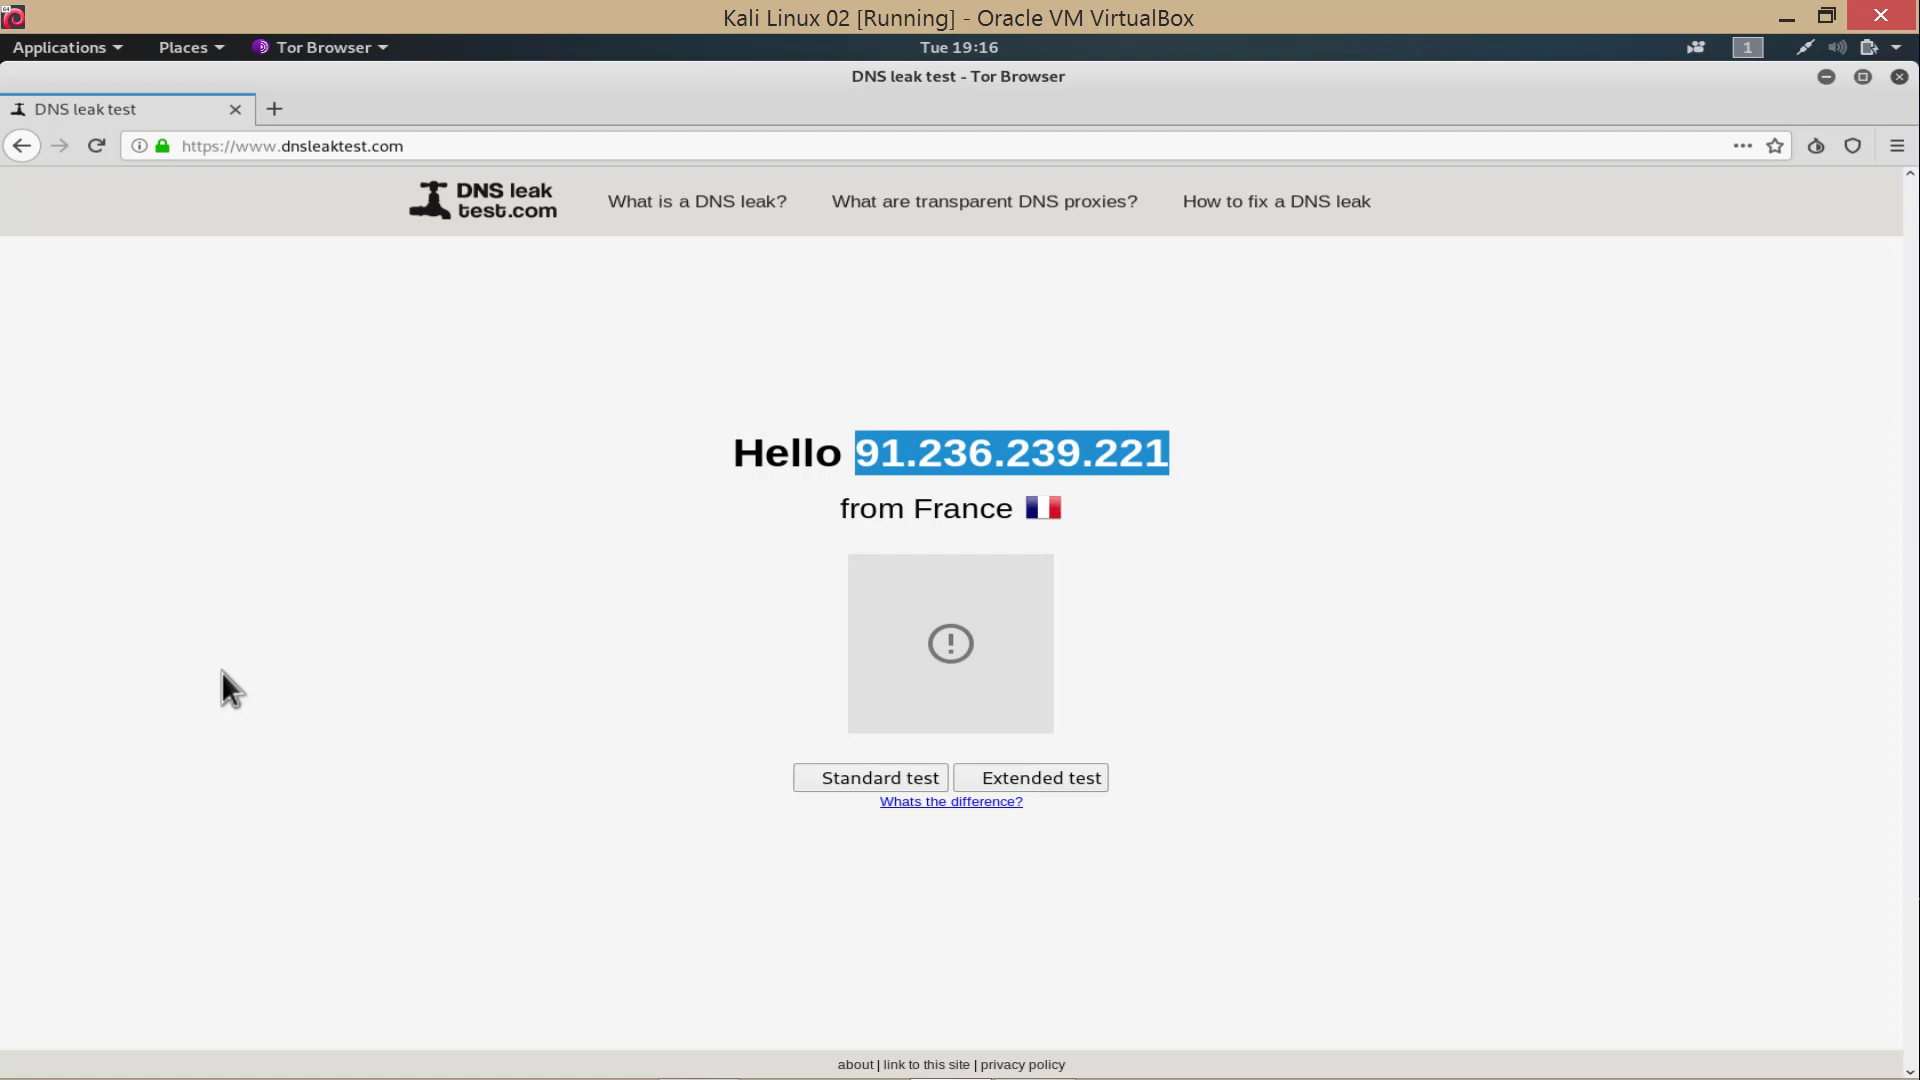 Kali Linux 02 [Running] - Oracle VM VirtualBox
Applications Places Tor Browser Tue 19:16 1
DNS leak test - Tor Browser
DNS leak test
https://www.dnsleaktest.com
DNS leak
test.com
What is a DNS leak? What are transparent DNS proxies? How to fix a DNS leak
Hello 91.236.239.221
from France
Standard test Extended test
Whats the difference?
about | link to this site | privacy policy